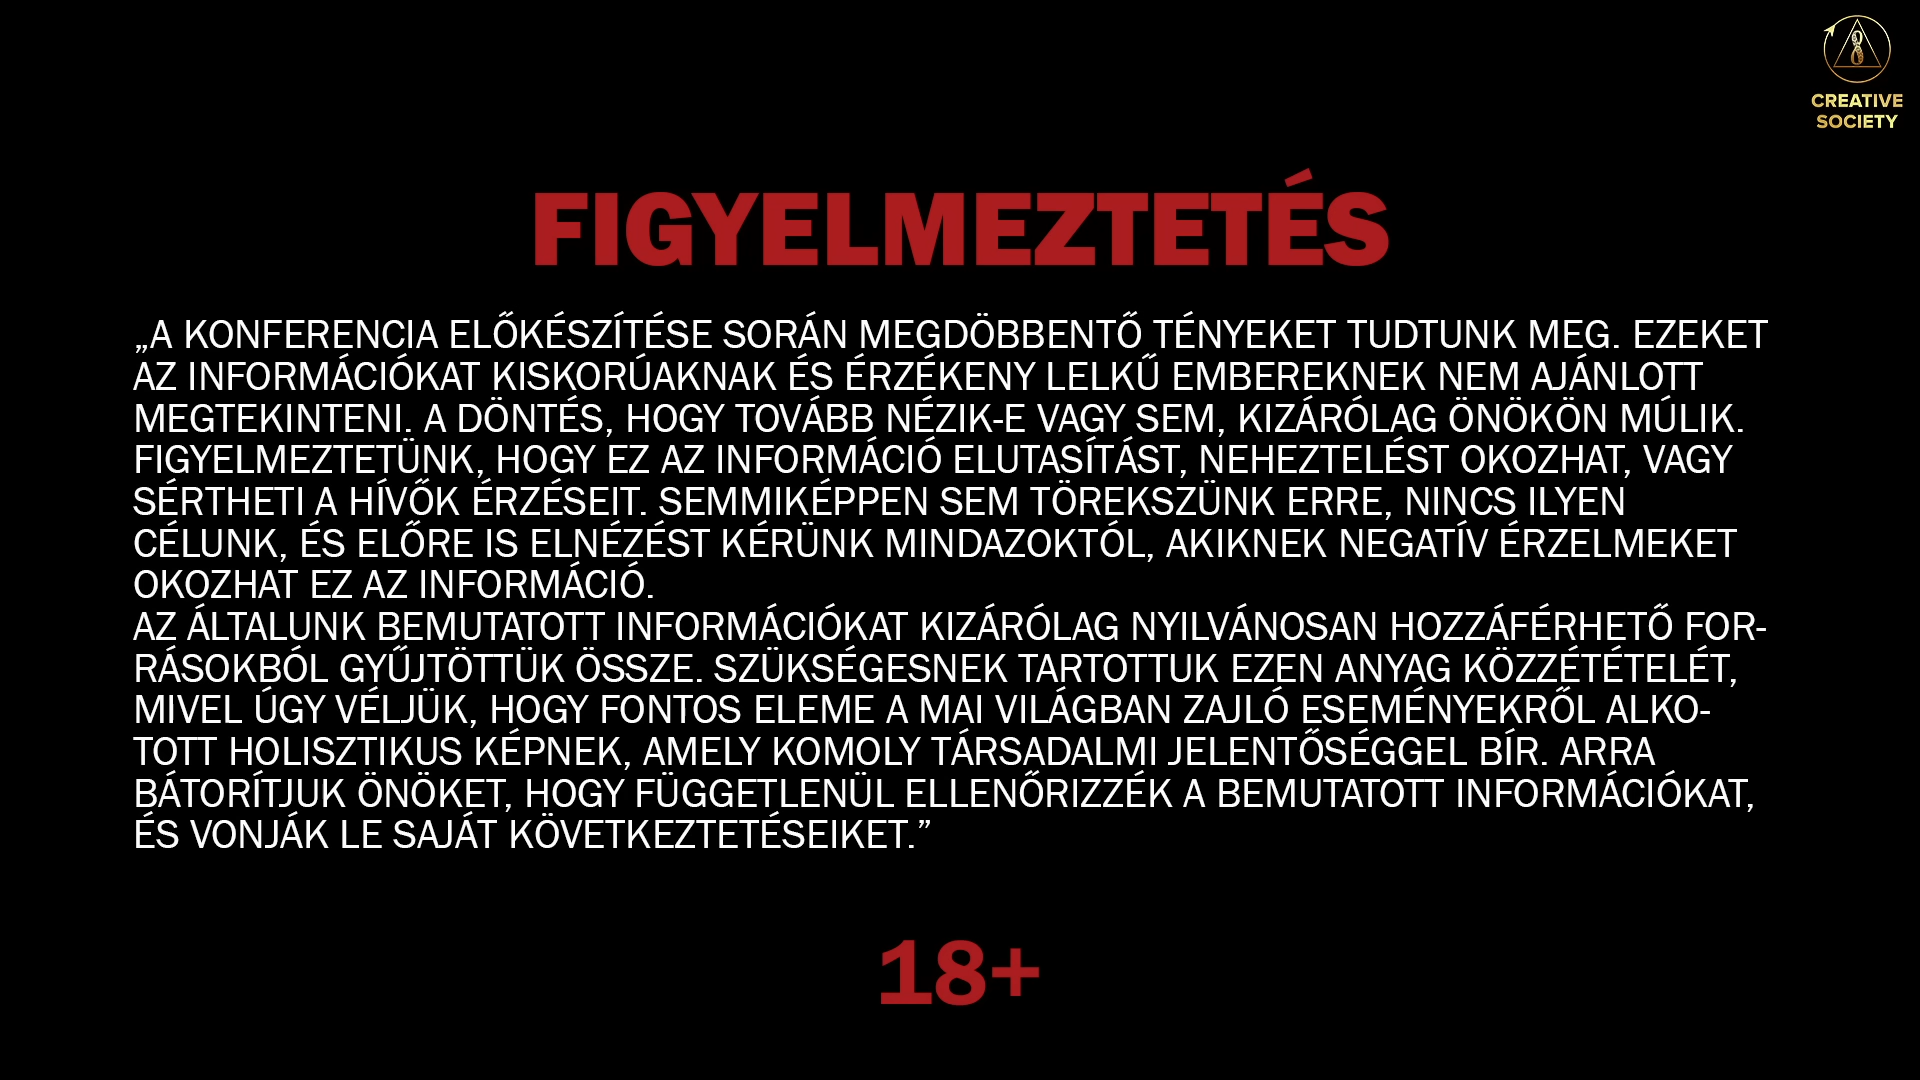 CREATIVE
SOCIETY
FIGYELMEZTETÉS
„A KONFERENCIA ELŐKÉSZÍTÉSE SORÁN MEGDÖBBENTŐ TÉNYEKET TUDTUNK MEG. EZEKET
AZ INFORMÁCIÓKAT KISKORÚAKNAK ÉS ÉRZÉKENY LELKŰ EMBEREKNEK NEM AJÁNLOTT
MEGTEKINTENI. A DÖNTÉS, HOGY TOVÁBB NÉZIK-E VAGY SEM, KIZÁRÓLAG ÖNÖKÖN MÚLIK.
FIGYELMEZTETÜNK, HOGY EZ AZ INFORMÁCIÓ ELUTASÍTÁST, NEHEZTELÉST OKOZHAT, VAGY
SÉRTHETI A HÍVŐK ÉRZÉSEIT. SEMMIKÉPPEN SEM TÖREKSZÜNK ERRE, NINCS ILYEN
CÉLUNK, ÉS ELŐRE IS ELNÉZÉST KÉRÜNK MINDAZOKTÓL, AKIKNEK NEGATÍV ÉRZELMEKET
OKOZHAT EZ AZ INFORMÁCIÓ.
AZ ÁLTALUNK BEMUTATOTT INFORMÁCIÓKAT KIZÁRÓLAG NYILVÁNOSAN HOZZÁFÉRHETŐ FOR-
RÁSOKBÓL GYŰJTÖTTÜK ÖSSZE. SZÜKSÉGESNEK TARTOTTUK EZEN ANYAG KÖZZÉTÉTELÉT,
MIVEL ÚGY VÉLJÜK, HOGY FONTOS ELEME A MAI VILÁGBAN ZAJLÓ ESEMÉNYEKRŐL ALKO-
TOTT HOLISZTIKUS KÉPNEK, AMELY KOMOLY TÁRSADALMI JELENTŐSÉGGEL BÍR. ARRA
BÁTORÍTJUK ÖNÖKET, HOGY FÜGGETLENÜL ELLENŐRIZZÉK A BEMUTATOTT INFORMÁCIÓKAT,
ÉS VONJÁK LE SAJÁT KÖVETKEZTETÉSEIKET.”
18+